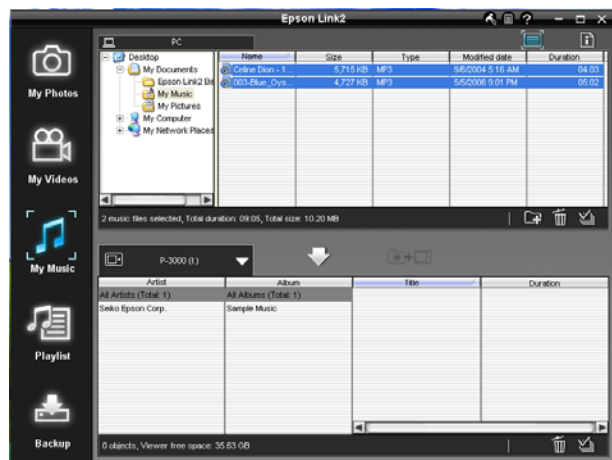 Epson Link2
?
PC
Desktop
My Documents
Epson Link2 Ba
My Music
My Pictures
My Computer
My Network Places
Name Size Type Modified date Duration
Celine Dion - 1... 5,715 KB MP3 9/6/2004 5:16 AM 04:03
003-Blue_Oys... 4,727 KB MP3 5/5/2006 9:01 PM 05:02
2 music files selected, Total duration: 09:05, Total size: 10.20 MB
My Photos
My Videos
My Music
Playlist
Backup
P-3000 (I:)
Artist Album Title Duration
All Artists (Total: 1) All Albums (Total: 1)
Seiko Epson Corp. Sample Music
0 objects, Viewer free space: 35.63 GB